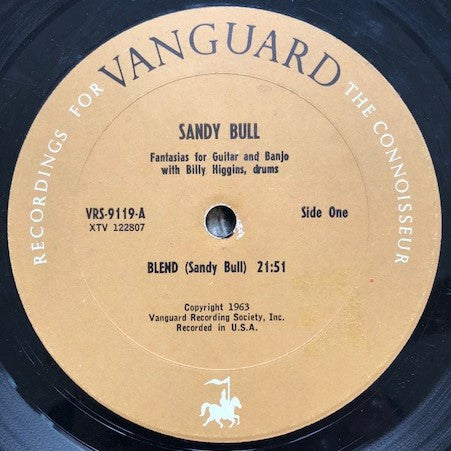 RECORDINGS FOR VANGUARD THE CONNOISSEUR
SANDY BULL
Fantasias for Guitar and Banjo
with Billy Higgins, drums
VRS-9119-A Side One
XTV 122807
BLEND (Sandy Bull) 21:51
Copyright 1963
Vanguard Recording Society, Inc.
Recorded in U.S.A.